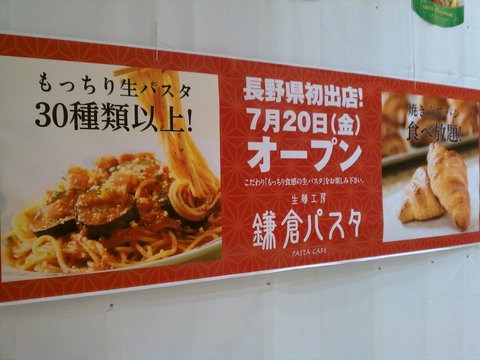 もっちり生パスタ
30種類以上!
長野県初出店!
7月20日(金)
オープン
こだわり「もっちり食感の生パスタ」をお楽しみ下さい。
生麺工房
鎌倉パスタ
PASTA CAFE
焼き立てパン
食べ放題!